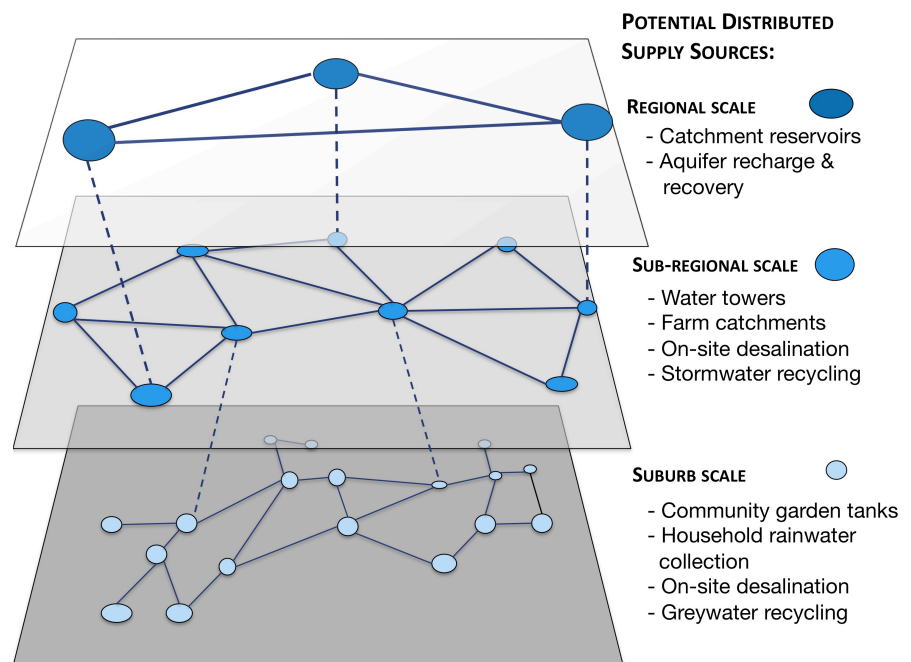 Potential Distributed
Supply Sources:
Regional scale
- Catchment reservoirs
- Aquifer recharge &
recovery
Sub-regional scale
- Water towers
- Farm catchments
- On-site desalination
- Stormwater recycling
Suburb scale
- Community garden tanks
- Household rainwater
collection
- On-site desalination
- Greywater recycling